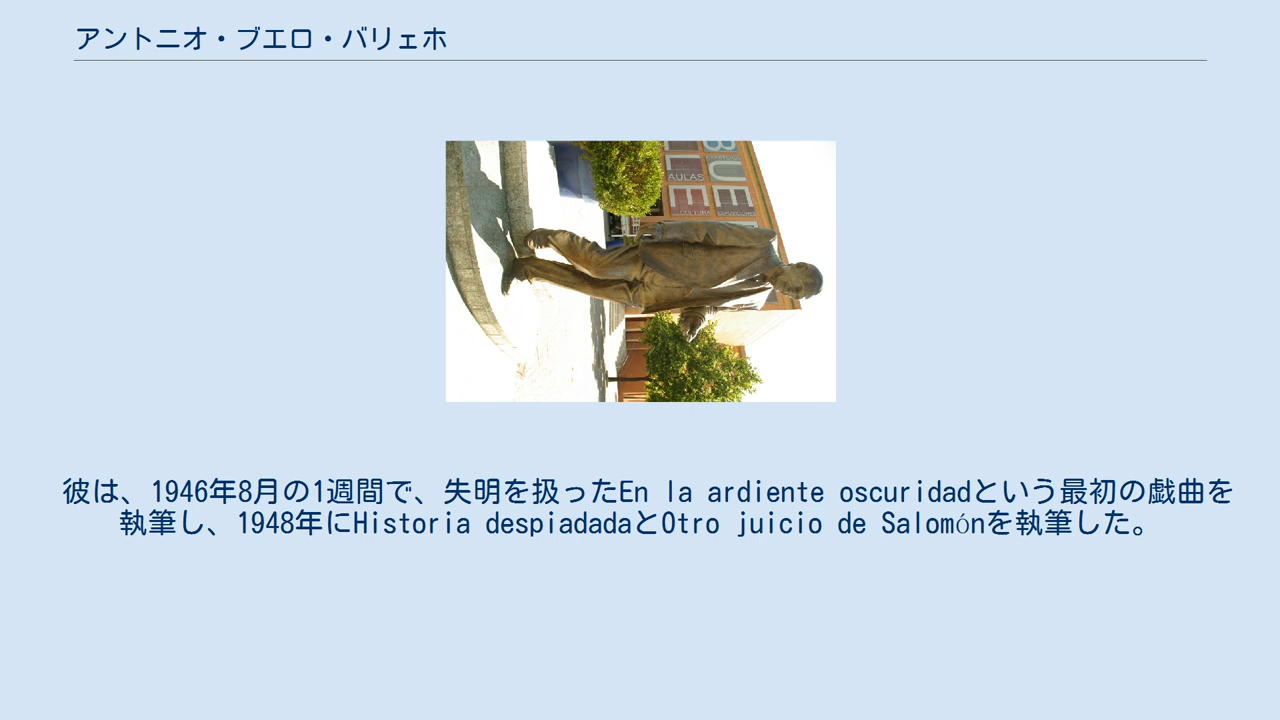 アントニオ・ブエロ・バリェホ
BUE
LLE
AULAS
彼は、1946年8月の1週間で、失明を扱ったEn la ardiente oscuridadという最初の戯曲を
執筆し、1948年にHistoria despiadadaとOtro juicio de Salomónを執筆した。